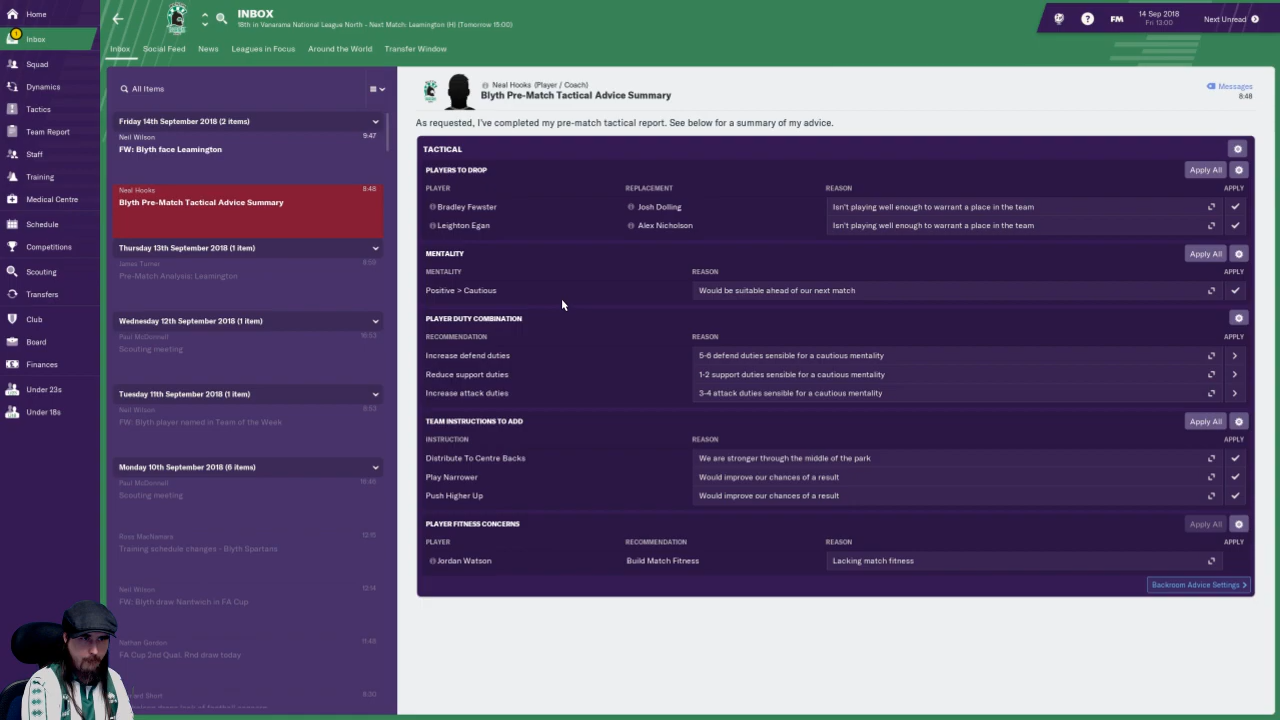 Home
Inbox
1
Squad
Dynamics
Tactics
Team Report
Staff
Training
Medical Centre
Schedule
Competitions
Scouting
Transfers
Club
Board
Finances
Under 23s
Under 18s
INBOX
18th in Vanarama National League North - Next Match: Leamington (H) (Tomorrow 15:00)
FM
14 Sep 2018
Fri 13:00
Next Unread
Inbox Social Feed News Leagues in Focus Around the World Transfer Window
All Items
Friday 14th September 2018 (2 items)
Neil Wilson 9:47
FW: Blyth face Leamington
Neal Hooks 8:48
Blyth Pre-Match Tactical Advice Summary
Thursday 13th September 2018 (1 item)
James Turner
Pre-Match Analysis: Leamington
Wednesday 12th September 2018 (1 item)
Paul McDonnell
Scouting meeting
Tuesday 11th September 2018 (1 item)
Neil Wilson
FW: Blyth player named in Team of the Week
Monday 10th September 2018 (6 items)
Paul McDonnell
Scouting meeting
Ross MacNamara
Training schedule changes - Blyth Spartans
Neil Wilson 12:14
FW: Blyth draw Nantwich in FA Cup
Nathan Gordon
FA Cup 2nd Qual. Rnd draw today
Short
Neal Hooks (Player / Coach)
Blyth Pre-Match Tactical Advice Summary
Messages
8:48
As requested, I've completed my pre-match tactical report. See below for a summary of my advice.
TACTICAL
PLAYERS TO DROP Apply All
PLAYER REPLACEMENT REASON APPLY
Bradley Fewster Josh Dolling Isn't playing well enough to warrant a place in the team
Leighton Egan Alex Nicholson Isn't playing well enough to warrant a place in the team
MENTALITY Apply All
MENTALITY REASON APPLY
Positive > Cautious Would be suitable ahead of our next match
PLAYER DUTY COMBINATION
RECOMMENDATION REASON APPLY
Increase defend duties 5-6 defend duties sensible for a cautious mentality
Reduce support duties 1-2 support duties sensible for a cautious mentality
Increase attack duties 3-4 attack duties sensible for a cautious mentality
TEAM INSTRUCTIONS TO ADD Apply All
INSTRUCTION REASON APPLY
Distribute To Centre Backs We are stronger through the middle of the park
Play Narrower Would improve our chances of a result
Push Higher Up Would improve our chances of a result
PLAYER FITNESS CONCERNS Apply All
PLAYER RECOMMENDATION REASON APPLY
Jordan Watson Build Match Fitness Lacking match fitness
Backroom Advice Settings >